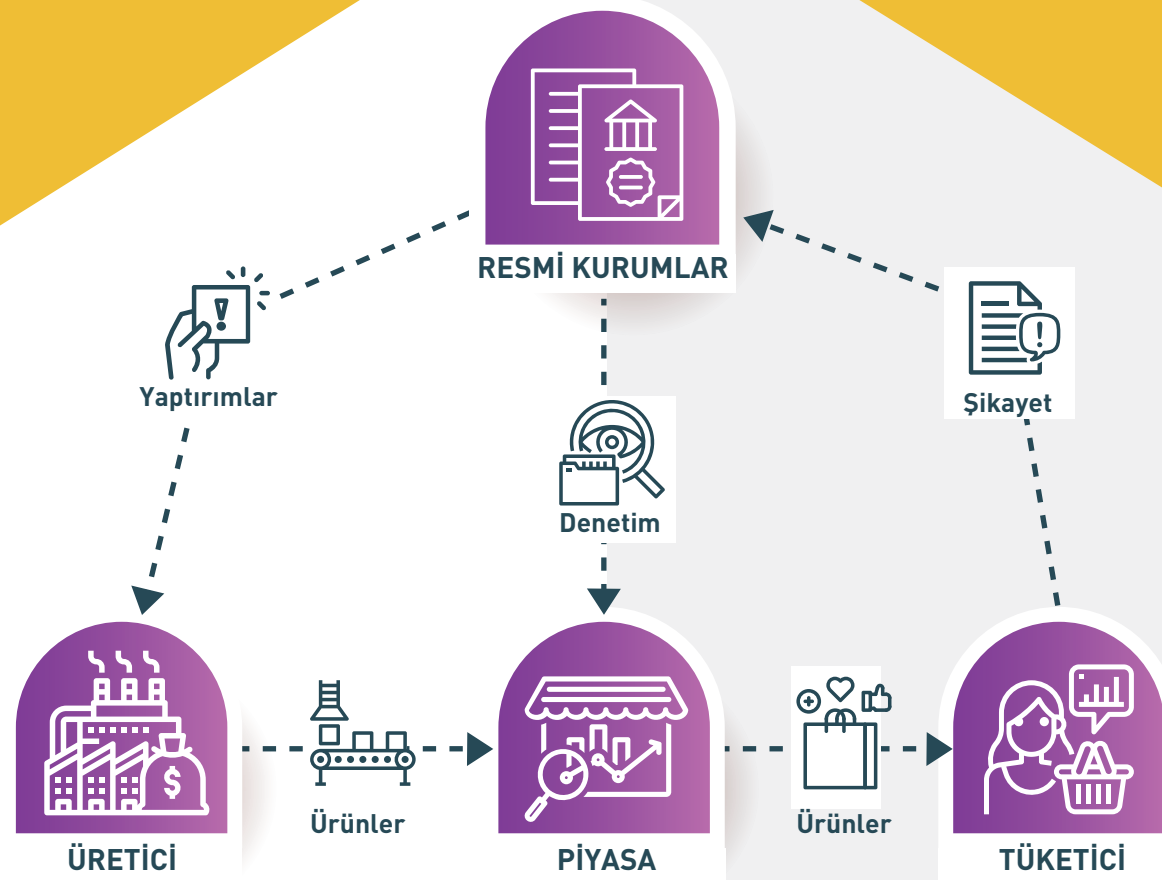 RESMİ KURUMLAR
Yaptırımlar
Şikayet
Denetim
Ürünler
Ürünler
ÜRETİCİ
PİYASA
TÜKETİCİ